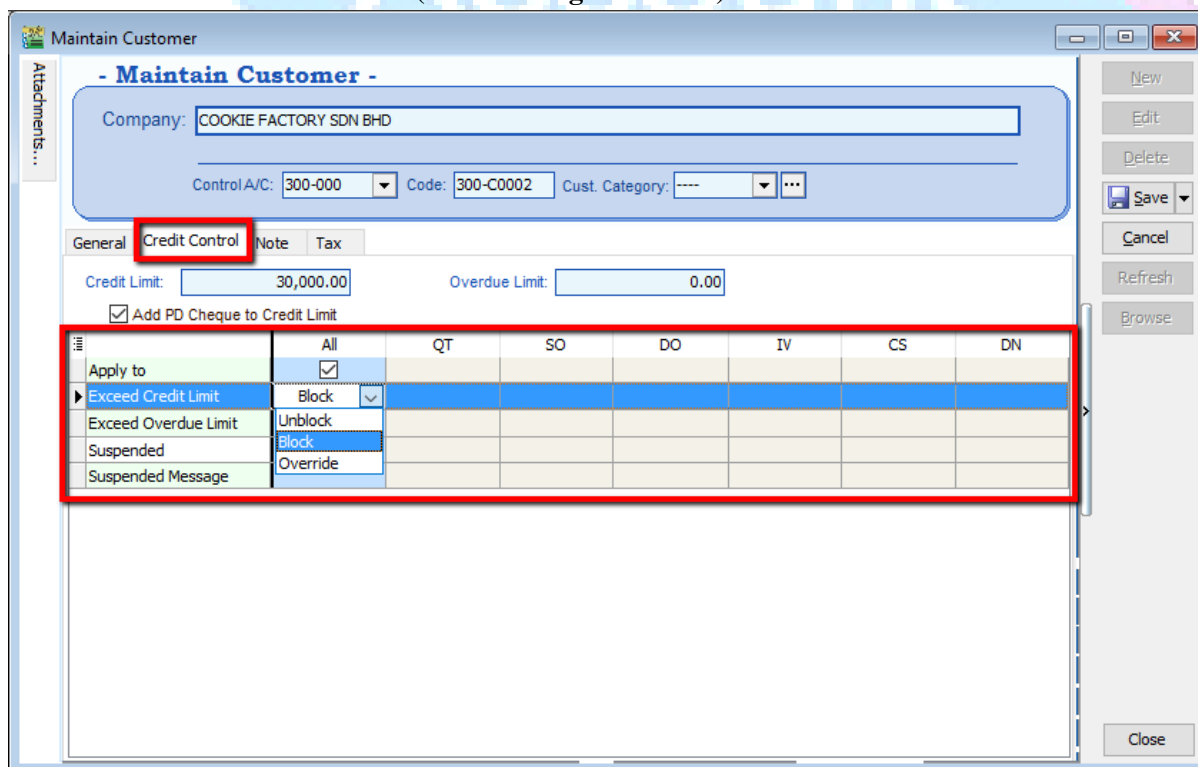 Maintain Customer
Attachments...
- Maintain Customer -
Company: COOKIE FACTORY SDN BHD
Control A/C: 300-000 Code: 300-C0002 Cust. Category: ----
General Credit Control Note Tax
Credit Limit: 30,000.00 Overdue Limit: 0.00
Add PD Cheque to Credit Limit
All QT SO DO IV CS DN
Apply to
Exceed Credit Limit Block
Exceed Overdue Limit Unblock
Suspended Block
Override
Suspended Message
New
Edit
Delete
Save
Cancel
Refresh
Browse
Close